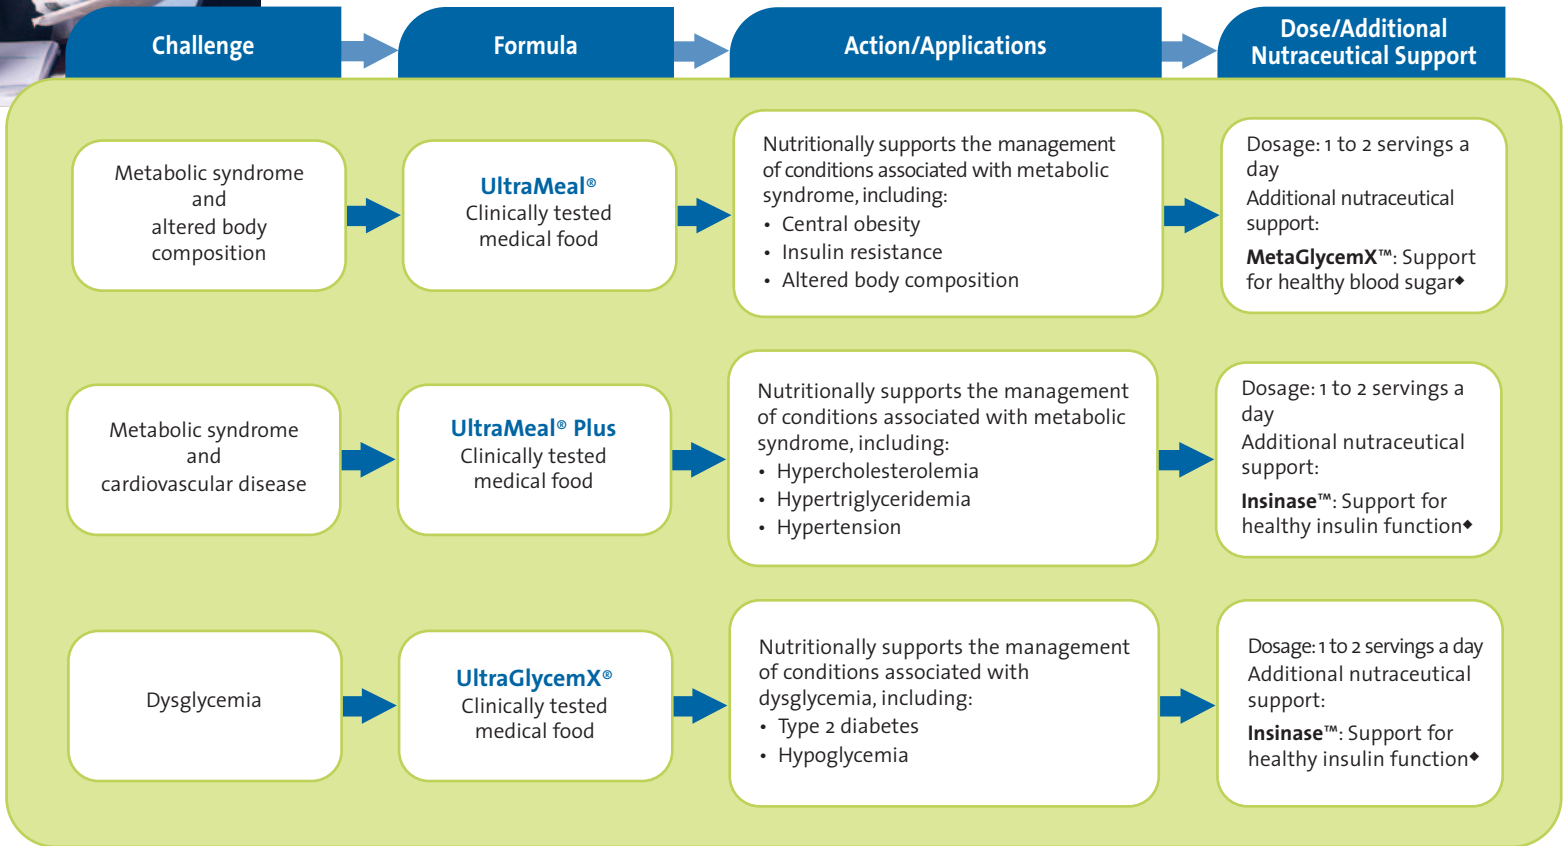 Challenge
Formula
Action/Applications
Dose/Additional
Nutraceutical Support
Metabolic syndrome
and
altered body
composition
UltraMeal®
Clinically tested
medical food
Nutritionally supports the management
of conditions associated with metabolic
syndrome, including:
• Central obesity
• Insulin resistance
• Altered body composition
Dosage: 1 to 2 servings a
day
Additional nutraceutical
support:
MetaGlycemX™: Support
for healthy blood sugar◆
Metabolic syndrome
and
cardiovascular disease
UltraMeal® Plus
Clinically tested
medical food
Nutritionally supports the management
of conditions associated with metabolic
syndrome, including:
• Hypercholesterolemia
• Hypertriglyceridemia
• Hypertension
Dosage: 1 to 2 servings a
day
Additional nutraceutical
support:
Insinase™: Support for
healthy insulin function◆
Dysglycemia
UltraGlycemX®
Clinically tested
medical food
Nutritionally supports the management
of conditions associated with
dysglycemia, including:
• Type 2 diabetes
• Hypoglycemia
Dosage: 1 to 2 servings a day
Additional nutraceutical
support:
Insinase™: Support for
healthy insulin function◆